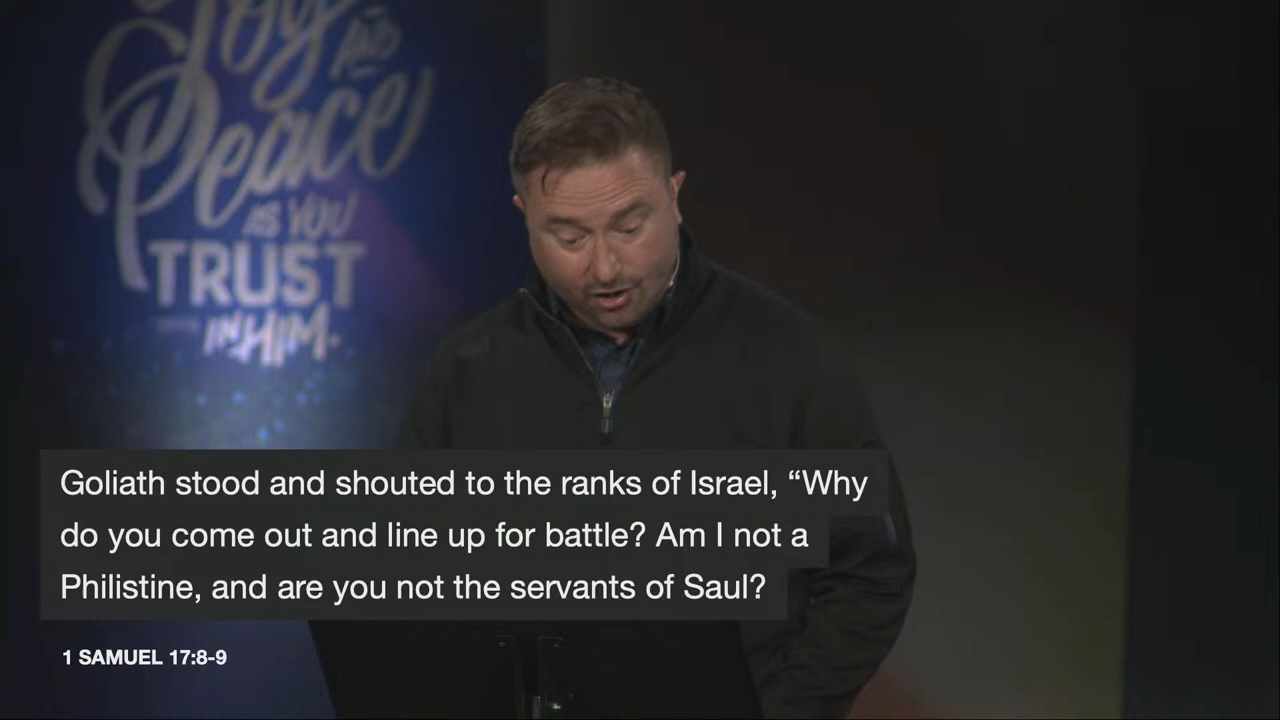 Joy AND
Peace
AS YOU
TRUST
IN HIM.
Goliath stood and shouted to the ranks of Israel, “Why
do you come out and line up for battle? Am I not a
Philistine, and are you not the servants of Saul?
1 SAMUEL 17:8-9